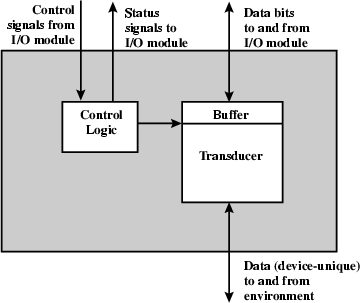 Control
signals from
I/O module
Status
signals to
I/O module
Data bits
to and from
I/O module
Control
Logic
Buffer
Transducer
Data (device-unique)
to and from
environment